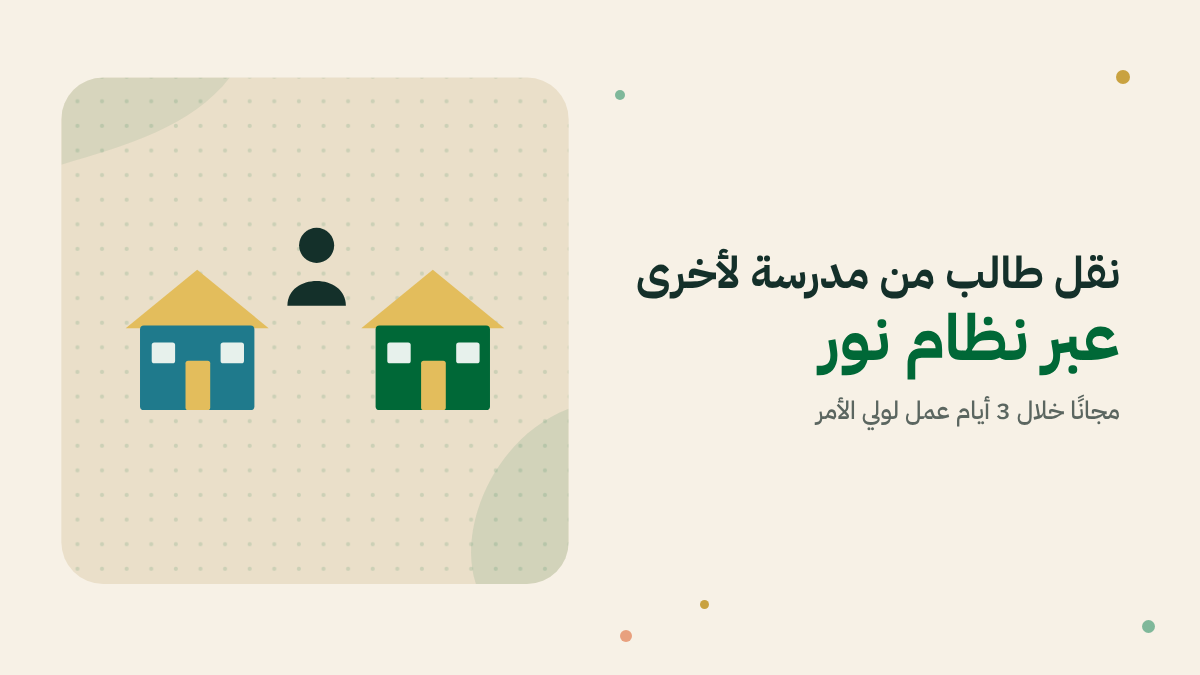 نقل طالب من مدرسة لأخرى
عبر نظام نور
مجانًا خلال 3 أيام عمل لولي الأمر